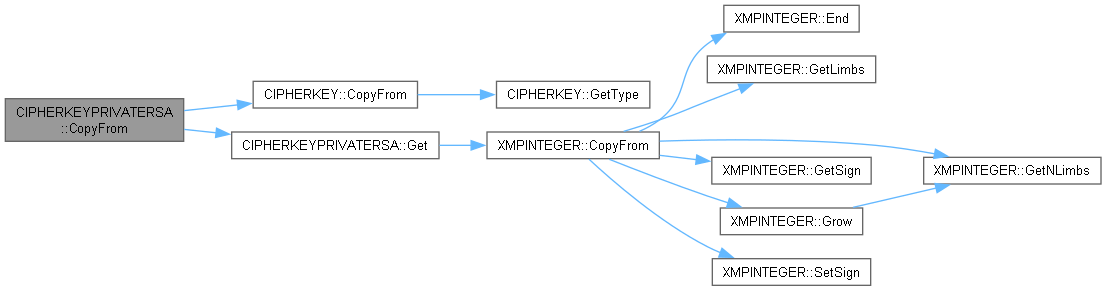 CIPHERKEYPRIVATERSA
::CopyFrom
CIPHERKEY::CopyFrom
CIPHERKEY::GetType
CIPHERKEYPRIVATERSA::Get
XMPINTEGER::CopyFrom
XMPINTEGER::End
XMPINTEGER::GetLimbs
XMPINTEGER::GetNLimbs
XMPINTEGER::GetSign
XMPINTEGER::Grow
XMPINTEGER::SetSign